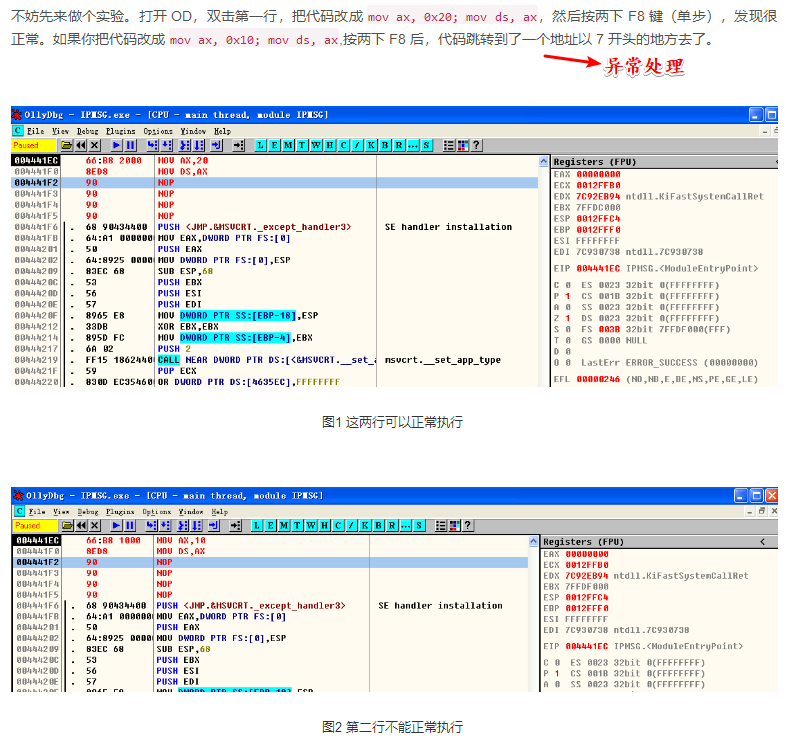 不妨先来做个实验。打开 OD，双击第一行，把代码改成 mov ax, 0x20; mov ds, ax，然后按两下 F8 键（单步），发现很
正常。如果你把代码改成 mov ax, 0x10; mov ds, ax,按两下 F8 后，代码跳转到了一个地址以 7 开头的地方去了。
异常处理
OllyDbg - IPMSG.exe - [CPU - main thread, module IPMSG]
C File View Debug Plugins Options Window Help
Paused L E M T W H C / K B R ... S ?
004441EC 66:B8 2000 MOV AX,20
004441F0 8ED8 MOV DS,AX
004441F2 90 NOP
004441F3 90 NOP
004441F4 90 NOP
004441F5 90 NOP
004441F6 . 68 90434400 PUSH <JMP.&MSVCRT._except_handler3> SE handler installation
004441FB . 64:A1 000000 MOV EAX,DWORD PTR FS:[0]
00444201 . 50 PUSH EAX
00444202 . 64:8925 0000 MOV DWORD PTR FS:[0],ESP
00444209 . 83EC 68 SUB ESP,68
0044420C . 53 PUSH EBX
0044420D . 56 PUSH ESI
0044420E . 57 PUSH EDI
0044420F . 8965 E8 MOV DWORD PTR SS:[EBP-18],ESP
00444212 . 33DB XOR EBX,EBX
00444214 . 895D FC MOV DWORD PTR SS:[EBP-4],EBX
00444217 . 6A 02 PUSH 2
00444219 . FF15 18624400 CALL NEAR DWORD PTR DS:[<&MSVCRT.__set_a msvcrt.__set_app_type
0044421F . 59 POP ECX
00444220 . 830D EC354600 OR DWORD PTR DS:[4635EC],FFFFFFFF
Registers (FPU) <
EAX 00000000
ECX 0012FFB0
EDX 7C92EB94 ntdll.KiFastSystemCallRet
EBX 7FFDC000
ESP 0012FFC4
EBP 0012FFF0
ESI FFFFFFFF
EDI 7C930738 ntdll.7C930738
EIP 004441EC IPMSG.<ModuleEntryPoint>
C 0 ES 0023 32bit 0(FFFFFFFF)
P 1 CS 001B 32bit 0(FFFFFFFF)
A 0 SS 0023 32bit 0(FFFFFFFF)
Z 1 DS 0023 32bit 0(FFFFFFFF)
S 0 FS 003B 32bit 7FFDF000(FFF)
T 0 GS 0000 NULL
D 0
O 0 LastErr ERROR_SUCCESS (00000000)
EFL 00000246 (NO,NB,E,BE,NS,PE,GE,LE)
图1 这两行可以正常执行
OllyDbg - IPMSG.exe - [CPU - main thread, module IPMSG]
C File View Debug Plugins Options Window Help
Paused L E M T W H C / K B R ... S ?
004441EC 66:B8 1000 MOV AX,10
004441F0 8ED8 MOV DS,AX
004441F2 90 NOP
004441F3 90 NOP
004441F4 90 NOP
004441F5 90 NOP
004441F6 . 68 90434400 PUSH <JMP.&MSVCRT._except_handler3> SE handler installation
004441FB . 64:A1 000000 MOV EAX,DWORD PTR FS:[0]
00444201 . 50 PUSH EAX
00444202 . 64:8925 0000 MOV DWORD PTR FS:[0],ESP
00444209 . 83EC 68 SUB ESP,68
0044420C . 53 PUSH EBX
0044420D . 56 PUSH ESI
0044420E . 57 PUSH EDI
Registers (FPU) <
EAX 00000000
ECX 0012FFB0
EDX 7C92EB94 ntdll.KiFastSystemCallRet
EBX 7FFDF000
ESP 0012FFC4
EBP 0012FFF0
ESI FFFFFFFF
EDI 7C930738 ntdll.7C930738
EIP 004441EC IPMSG.<ModuleEntryPoint>
C 0 ES 0023 32bit 0(FFFFFFFF)
P 1 CS 001B 32bit 0(FFFFFFFF)
A 0 SS 0023 32bit 0(FFFFFFFF)
图2 第二行不能正常执行